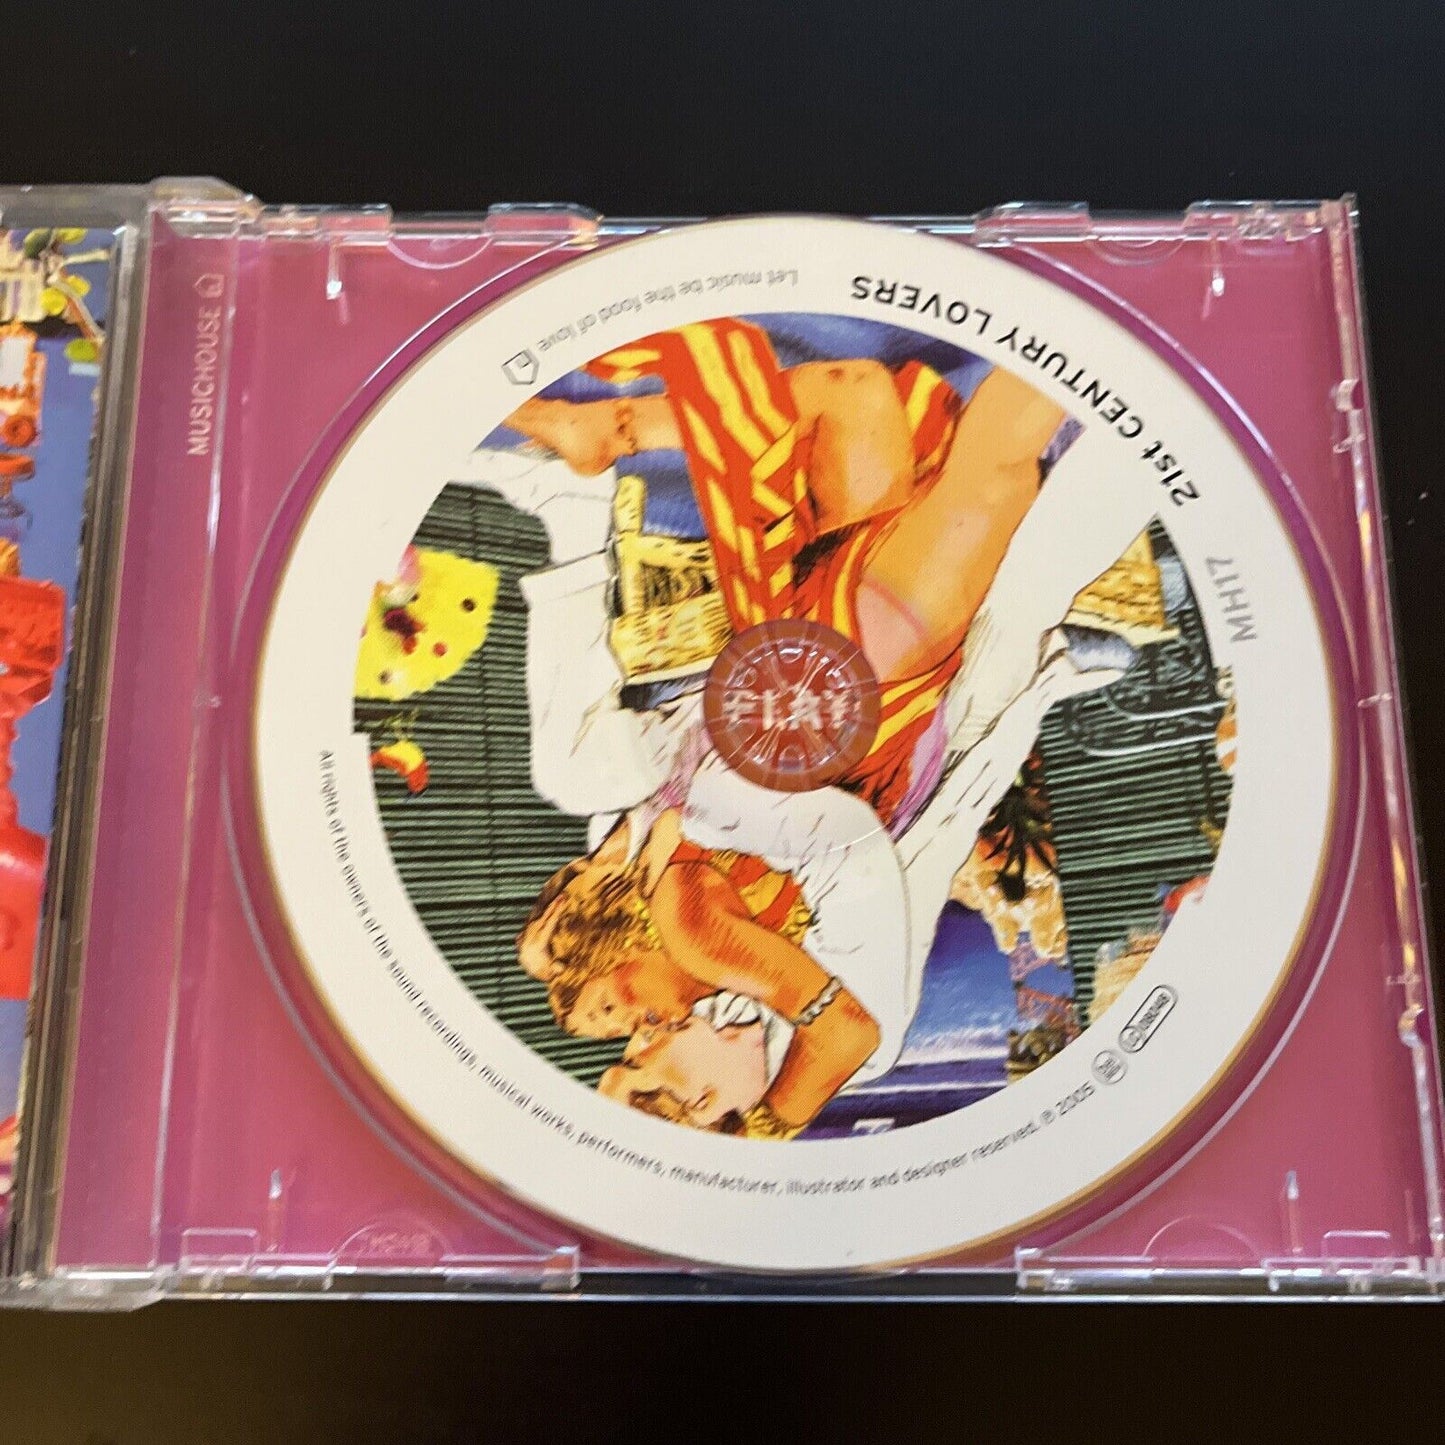 MUSICHOUSE
Let music be the food of love
21st CENTURY LOVERS
MH17
All rights of the owners of the sound recordings, musical works, performers, manufacturer, illustrator and designer reserved. ℗ 2005